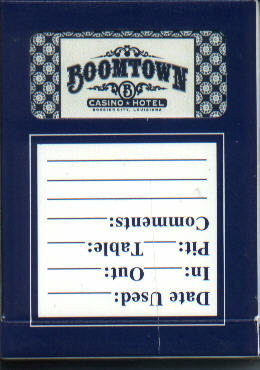 BOOMTOWN
B
CASINO & HOTEL
BOSSIER CITY, LOUISIANA
Date Used:
In: Out:
Pit: Table:
Comments: